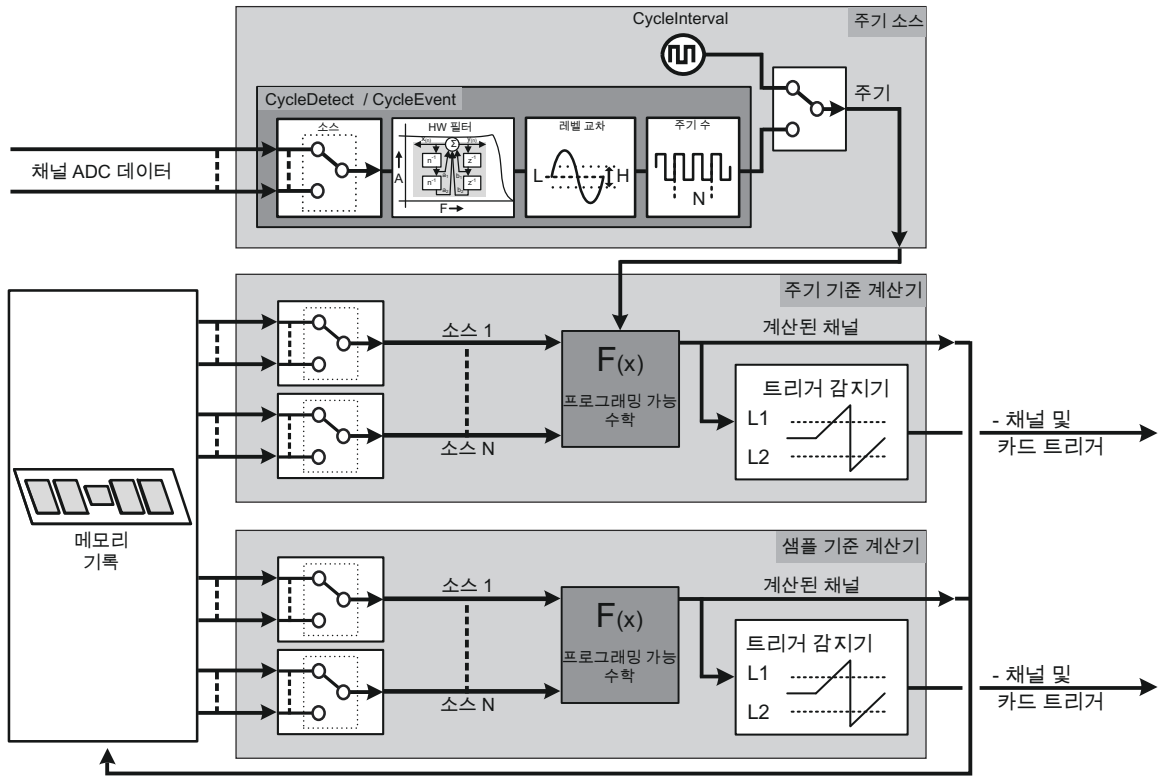 CycleInterval
주기 소스
CycleDetect / CycleEvent
주기
소스
HW 필터
레벨 교차
주기 수
채널 ADC 데이터
A
F
Σ
L
H
N
주기 기준 계산기
소스 1
계산된 채널
F(x)
프로그래밍 가능
수학
트리거 감지기
L1
L2
소스 N
- 채널 및
카드 트리거
메모리
기록
샘플 기준 계산기
소스 1
계산된 채널
F(x)
프로그래밍 가능
수학
트리거 감지기
L1
L2
소스 N
- 채널 및
카드 트리거